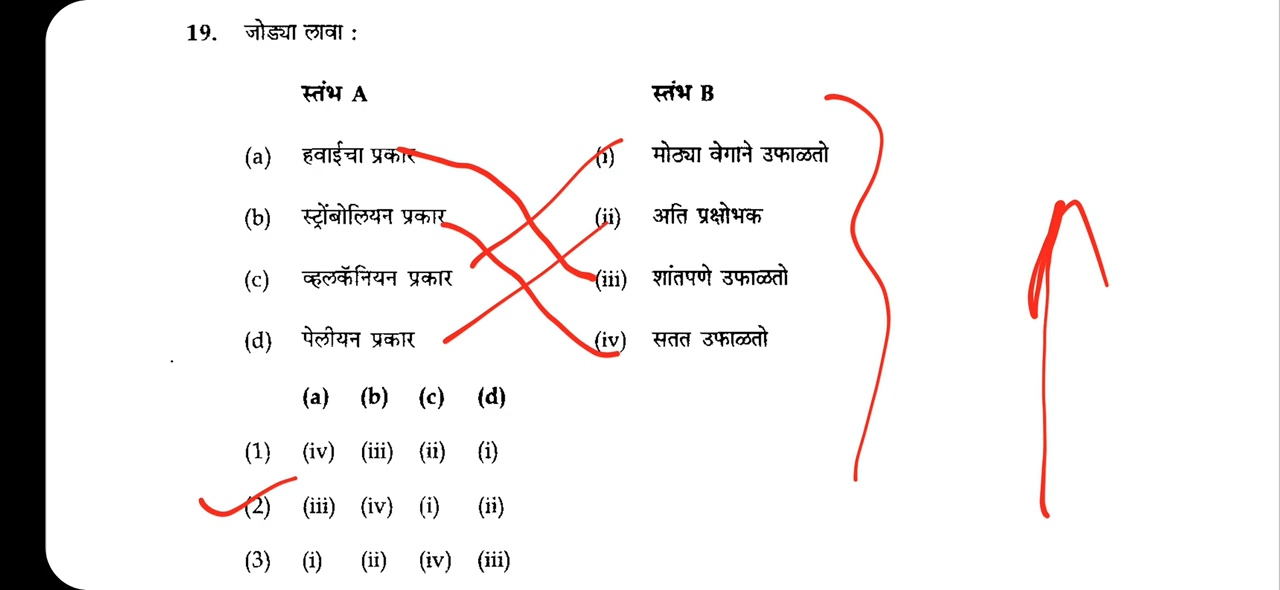 19. जोड्या लावा :
स्तंभ A स्तंभ B
(a) हवाईचा प्रकार (i) मोठ्या वेगाने उफाळतो
(b) स्ट्रोंबोलियन प्रकार (ii) अति प्रक्षोभक
(c) व्हलकॅनियन प्रकार (iii) शांतपणे उफाळतो
(d) पेलीयन प्रकार (iv) सतत उफाळतो
(a) (b) (c) (d)
(1) (iv) (iii) (ii) (i)
(2) (iii) (iv) (i) (ii)
(3) (i) (ii) (iv) (iii)